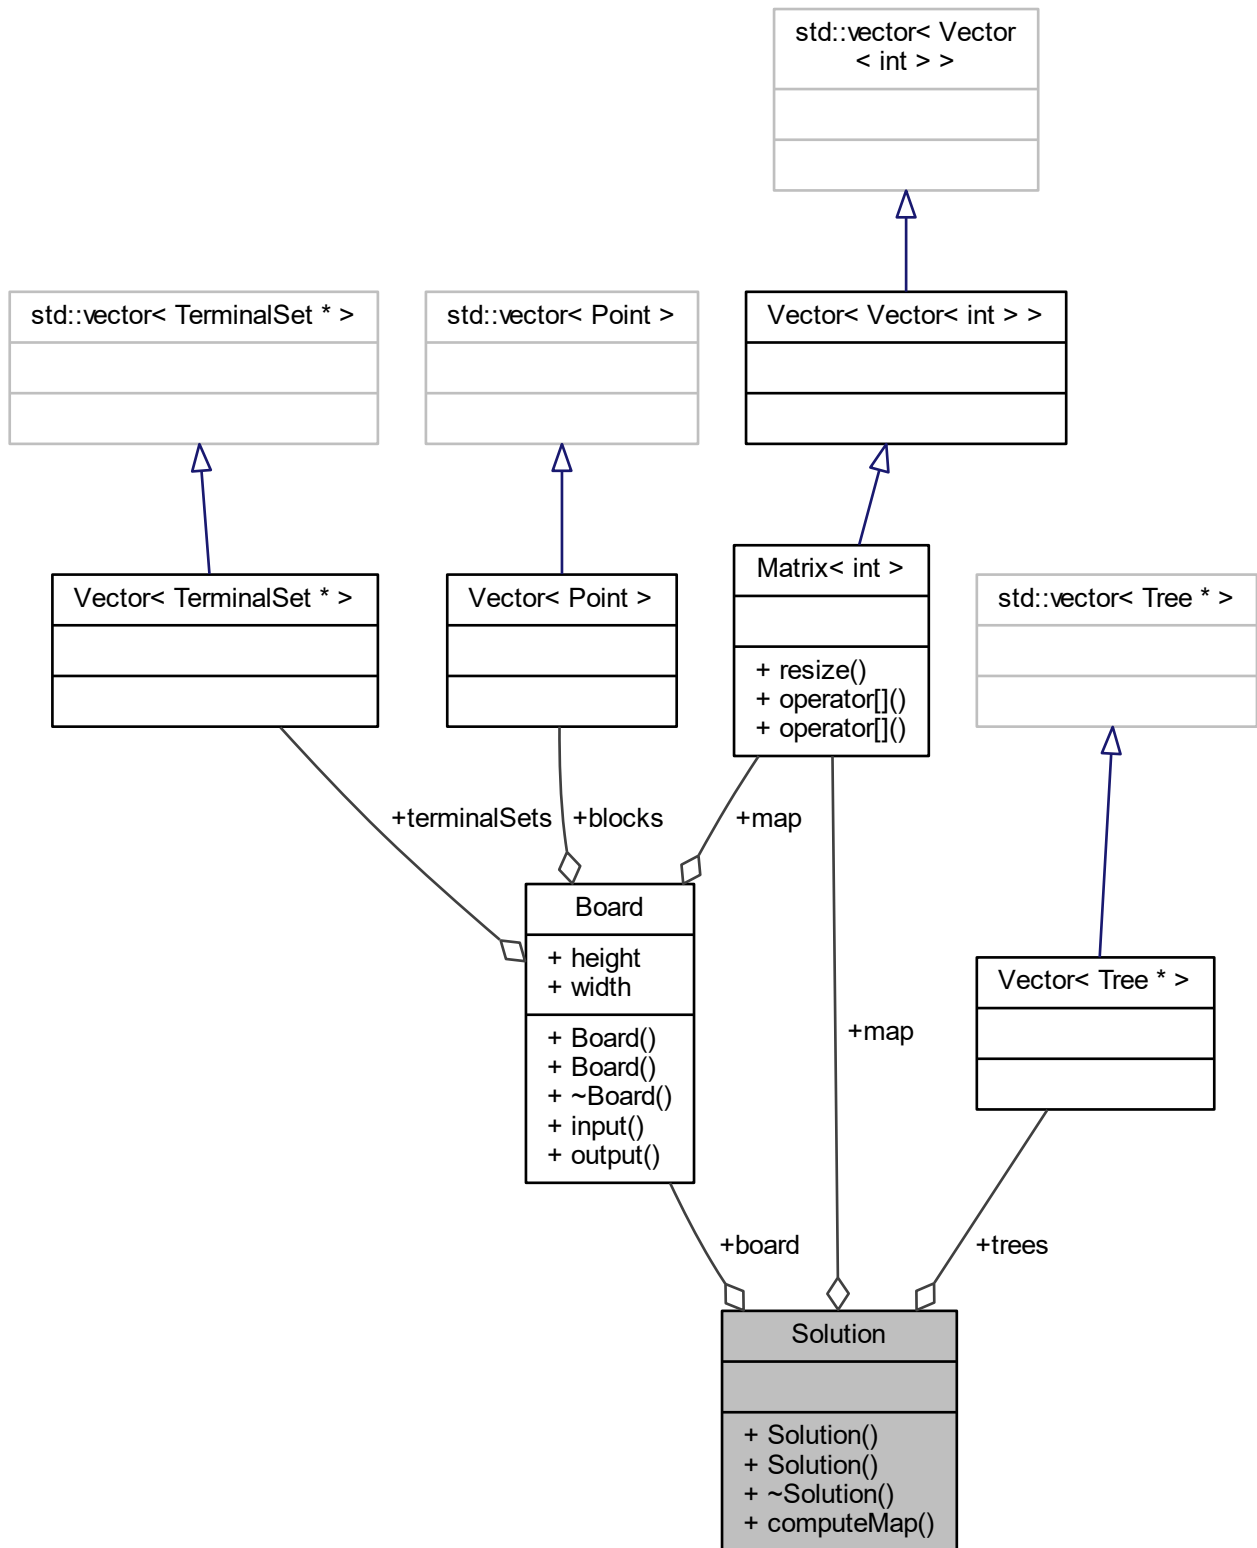 std::vector< Vector
< int > >
std::vector< TerminalSet * >
std::vector< Point >
Vector< Vector< int > >
Matrix< int >
+ resize()
+ operator[]()
+ operator[]()
Vector< TerminalSet * >
Vector< Point >
std::vector< Tree * >
+terminalSets
+blocks
+map
Board
+ height
+ width
+ Board()
+ Board()
+ ~Board()
+ input()
+ output()
+map
Vector< Tree * >
+board
+trees
Solution
+ Solution()
+ Solution()
+ ~Solution()
+ computeMap()